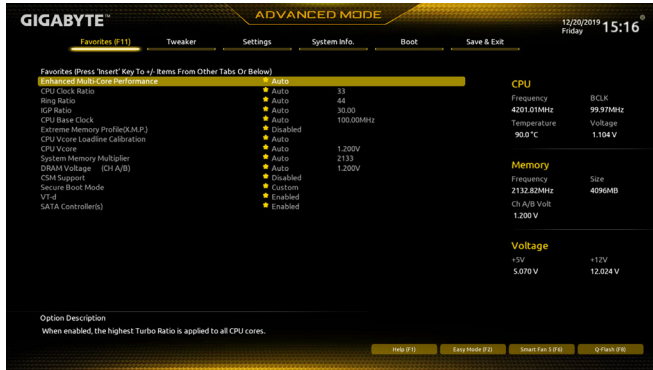 GIGABYTE™
ADVANCED MODE
12/20/2019 Friday 15:16
Favorites (F11) Tweaker Settings System Info. Boot Save & Exit
Favorites (Press 'Insert' Key To +/- Items From Other Tabs Or Below)
Enhanced Multi-Core Performance Auto
CPU Clock Ratio Auto 33
Ring Ratio Auto 44
IGP Ratio Auto 30.00
CPU Base Clock Auto 100.00MHz
Extreme Memory Profile(X.M.P.) Disabled
CPU Vcore Loadline Calibration Auto
CPU Vcore Auto 1.200V
System Memory Multiplier Auto 2133
DRAM Voltage (CH A/B) Auto 1.200V
CSM Support Disabled
Secure Boot Mode Custom
VT-d Enabled
SATA Controller(s) Enabled
CPU
Frequency BCLK
4201.01MHz 99.97MHz
Temperature Voltage
90.0 °C 1.104 V
Memory
Frequency Size
2132.82MHz 4096MB
Ch A/B Volt
1.200 V
Voltage
+5V +12V
5.070 V 12.024 V
Option Description
When enabled, the highest Turbo Ratio is applied to all CPU cores.
Help (F1) Easy Mode (F2) Smart Fan 5 (F6) Q-Flash (F8)